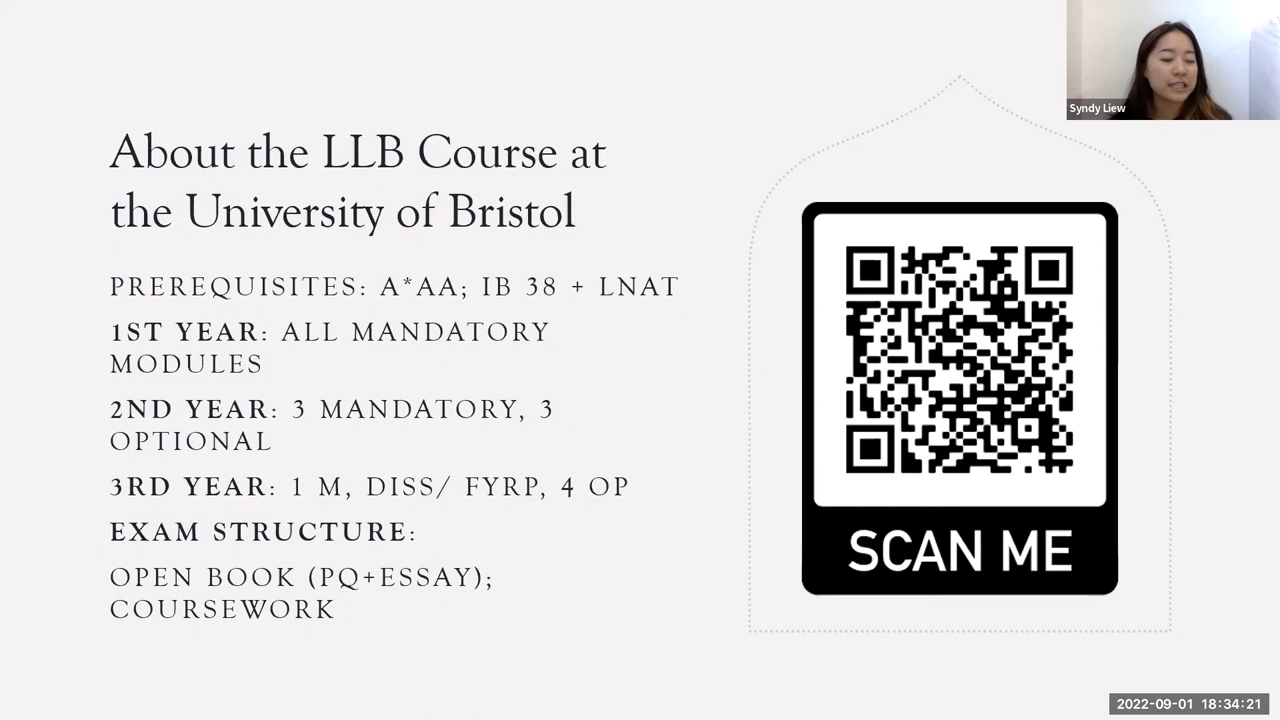 About the LLB Course at
the University of Bristol
PREREQUISITES: A*AA; IB 38 + LNAT
1ST YEAR: ALL MANDATORY
MODULES
2ND YEAR: 3 MANDATORY, 3
OPTIONAL
3RD YEAR: 1 M, DISS/ FYRP, 4 OP
EXAM STRUCTURE:
OPEN BOOK (PQ+ESSAY);
COURSEWORK
SCAN ME
Syndy Liew
2022-09-01 18:34:21